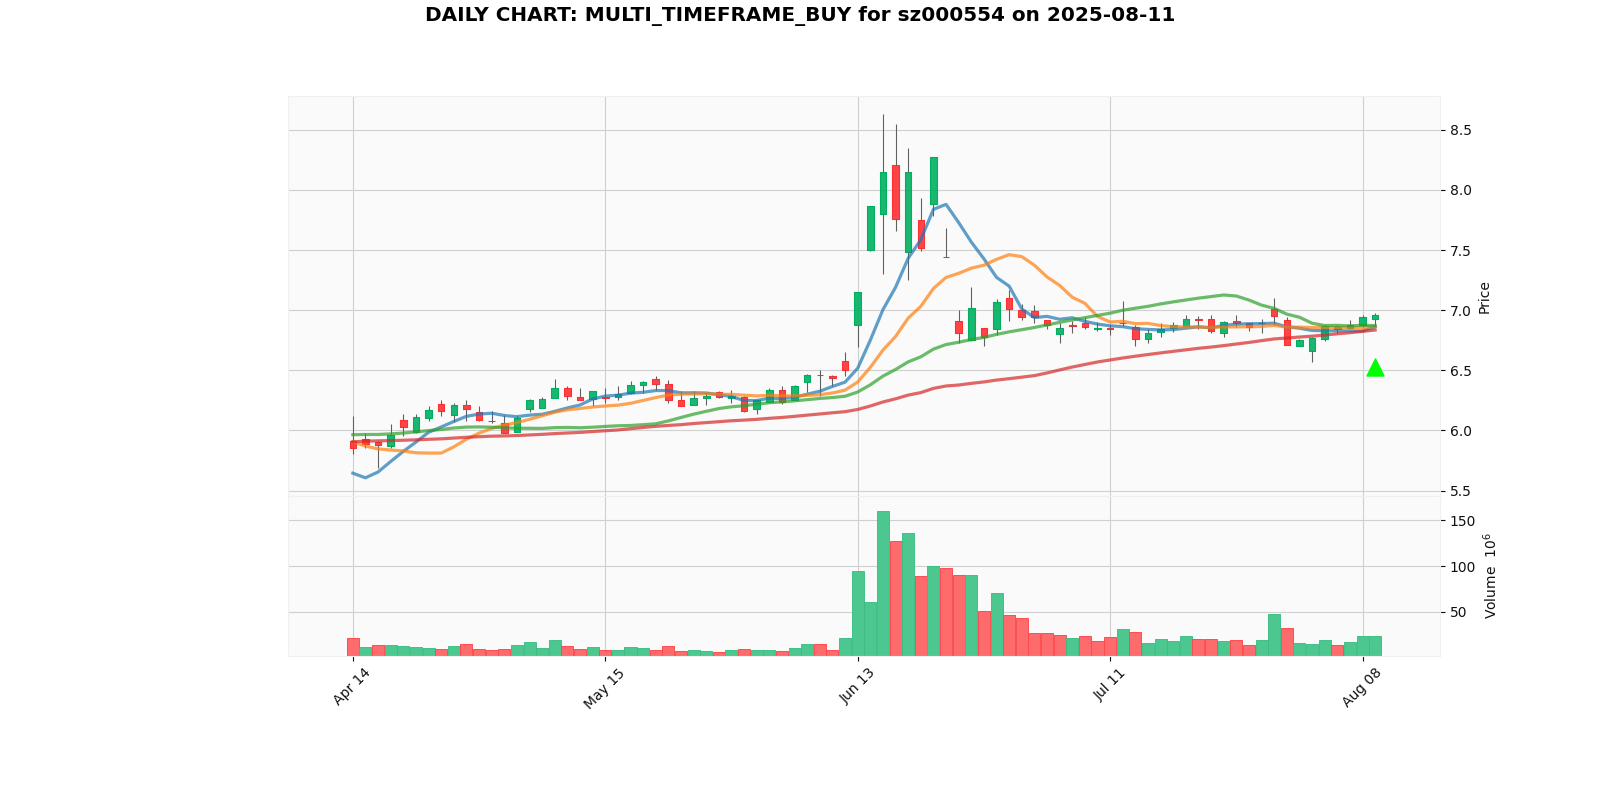 DAILY CHART: MULTI_TIMEFRAME_BUY for sz000554 on 2025-08-11
8.5
8.0
7.5
7.0
6.5
6.0
5.5
Price
150
100
50
Volume 10^6
Apr 14
May 15
Jun 13
Jul 11
Aug 08